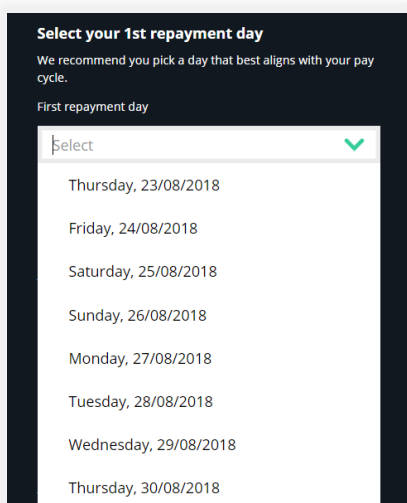 Select your 1st repayment day
We recommend you pick a day that best aligns with your pay
cycle.
First repayment day
Select
Thursday, 23/08/2018
Friday, 24/08/2018
Saturday, 25/08/2018
Sunday, 26/08/2018
Monday, 27/08/2018
Tuesday, 28/08/2018
Wednesday, 29/08/2018
Thursday, 30/08/2018